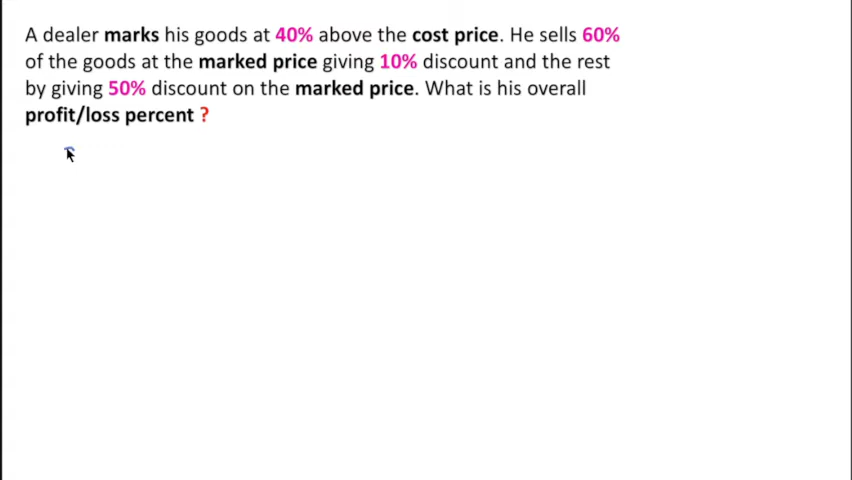 A dealer marks his goods at 40% above the cost price. He sells 60%
of the goods at the marked price giving 10% discount and the rest
by giving 50% discount on the marked price. What is his overall
profit/loss percent ?